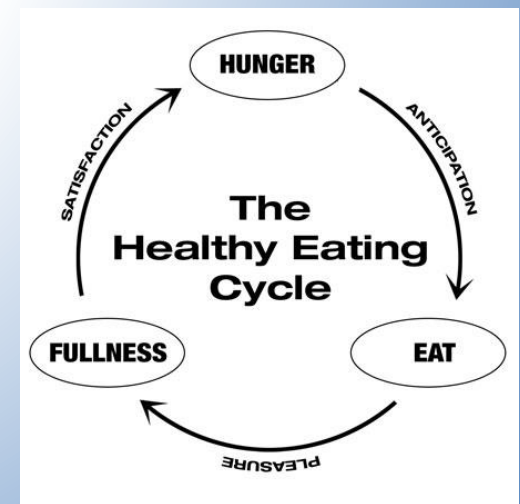 HUNGER
ANTICIPATION
SATISFACTION
The
Healthy Eating
Cycle
FULLNESS
EAT
PLEASURE